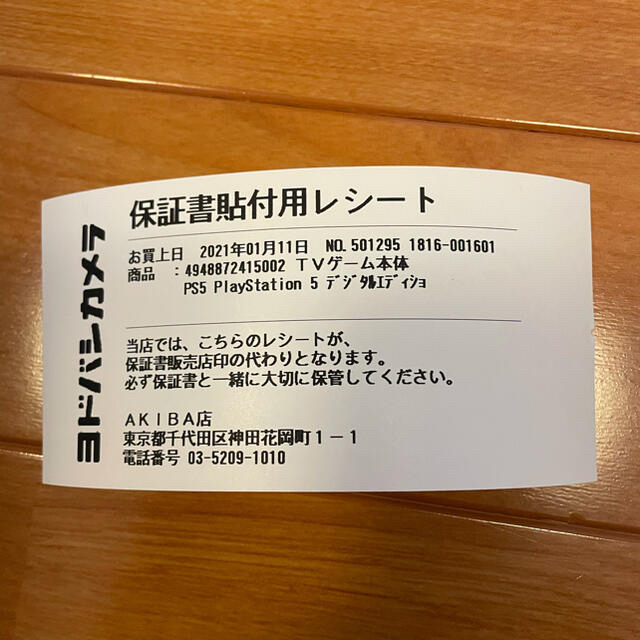 ヨドバシカメラ
保証書貼付用レシート
お買上日 2021年01月11日 NO.501295 1816-001601
商品 :4948872415002 TVゲーム本体
PS5 PlayStation 5 デジタルエディショ
当店では、こちらのレシートが、
保証書販売店印の代わりとなります。
必ず保証書と一緒に大切に保管してください。
AKIBA店
東京都千代田区神田花岡町1-1
電話番号 03-5209-1010